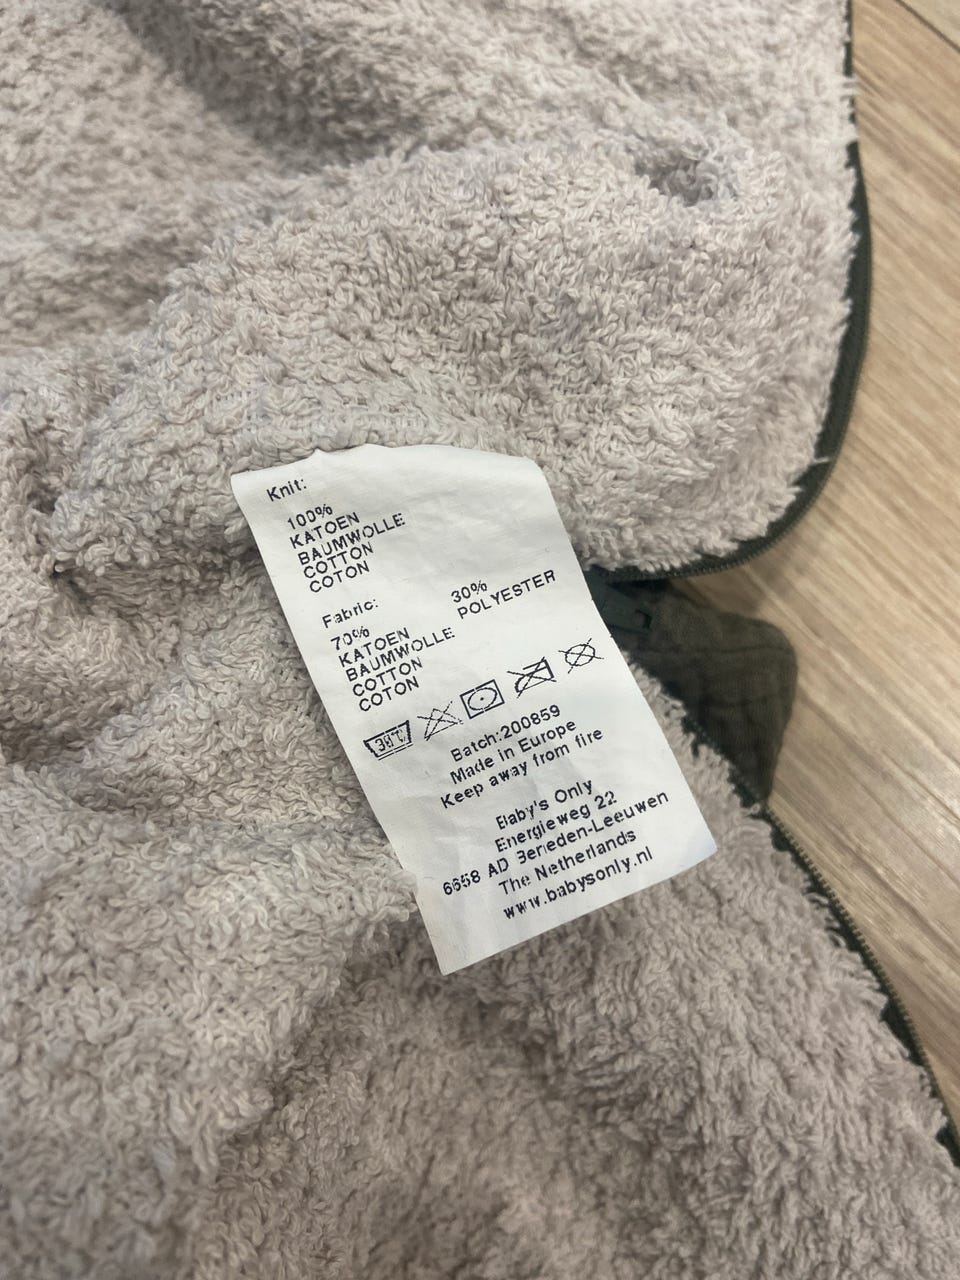 Knit:
100%
KATOEN
BAUMWOLLE
COTTON
COTON
Fabric:
70%
KATOEN
BAUMWOLLE
COTTON
COTON
30%
POLYESTER
30°C
Batch:200859
Made in Europe
Keep away from fire
Baby's Only
Energieweg 22
6658 AD Beneden-Leeuwen
The Netherlands
www.babysonly.nl